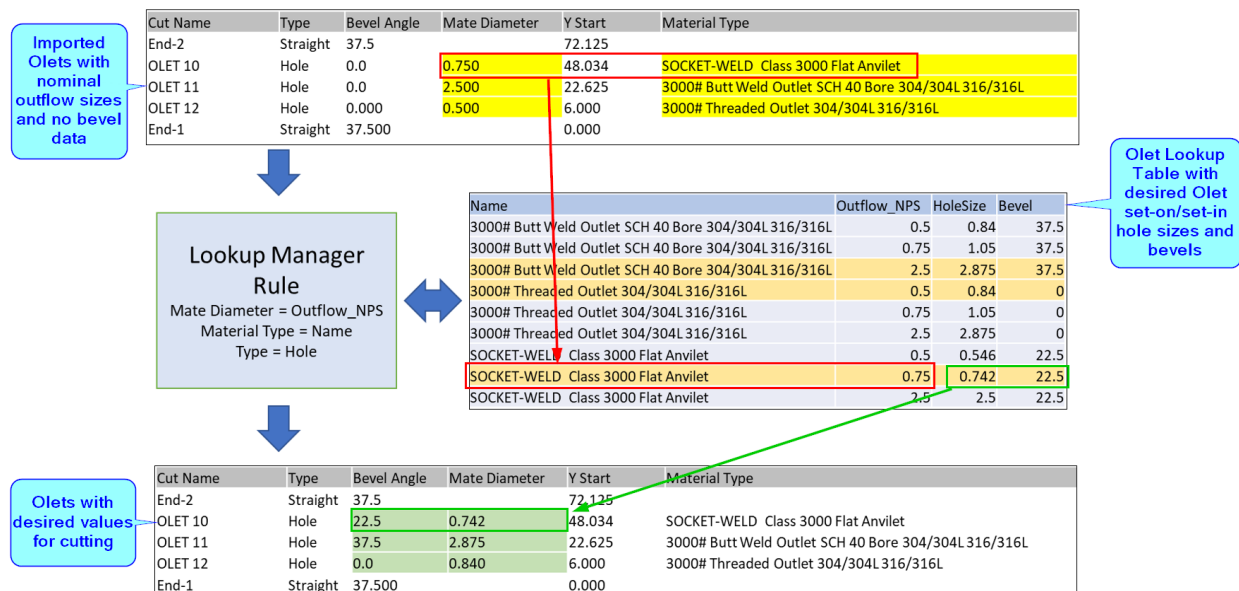 Imported
Olets with
nominal
outflow sizes
and no bevel
data
Cut Name Type Bevel Angle Mate Diameter Y Start Material Type
End-2 Straight 37.5 72.125
OLET 10 Hole 0.0 0.750 48.034 SOCKET-WELD Class 3000 Flat Anvilet
OLET 11 Hole 0.0 2.500 22.625 3000# Butt Weld Outlet SCH 40 Bore 304/304L 316/316L
OLET 12 Hole 0.000 0.500 6.000 3000# Threaded Outlet 304/304L 316/316L
End-1 Straight 37.500 0.000
Olet Lookup
Table with
desired Olet
set-on/set-in
hole sizes and
bevels
Lookup Manager
Rule
Mate Diameter = Outflow_NPS
Material Type = Name
Type = Hole
Name Outflow_NPS HoleSize Bevel
3000# Butt Weld Outlet SCH 40 Bore 304/304L 316/316L 0.5 0.84 37.5
3000# Butt Weld Outlet SCH 40 Bore 304/304L 316/316L 0.75 1.05 37.5
3000# Butt Weld Outlet SCH 40 Bore 304/304L 316/316L 2.5 2.875 37.5
3000# Threaded Outlet 304/304L 316/316L 0.5 0.84 0
3000# Threaded Outlet 304/304L 316/316L 0.75 1.05 0
3000# Threaded Outlet 304/304L 316/316L 2.5 2.875 0
SOCKET-WELD Class 3000 Flat Anvilet 0.5 0.546 22.5
SOCKET-WELD Class 3000 Flat Anvilet 0.75 0.742 22.5
SOCKET-WELD Class 3000 Flat Anvilet 2.5 2.5 22.5
Olets with
desired values
for cutting
Cut Name Type Bevel Angle Mate Diameter Y Start Material Type
End-2 Straight 37.5 72.125
OLET 10 Hole 22.5 0.742 48.034 SOCKET-WELD Class 3000 Flat Anvilet
OLET 11 Hole 37.5 2.875 22.625 3000# Butt Weld Outlet SCH 40 Bore 304/304L 316/316L
OLET 12 Hole 0.0 0.840 6.000 3000# Threaded Outlet 304/304L 316/316L
End-1 Straight 37.500 0.000